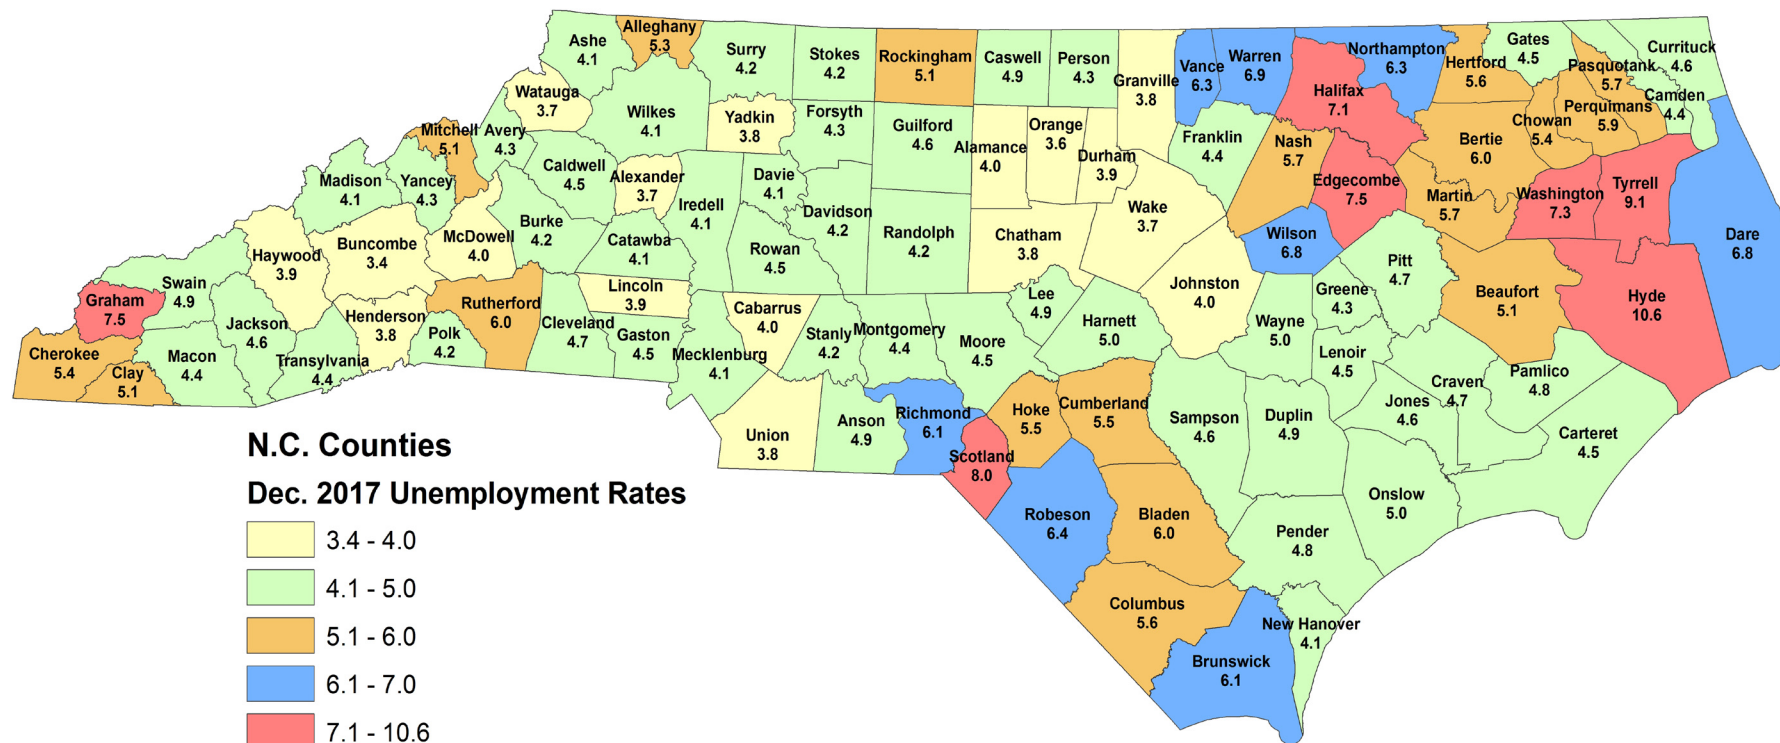 Alleghany
5.3
Ashe
4.1
Surry
4.2
Stokes
4.2
Rockingham
5.1
Caswell
4.9
Person
4.3
Granville
3.8
Vance
6.3
Warren
6.9
Northampton
6.3
Hertford
5.6
Gates
4.5
Currituck
4.6
Pasquotank
5.7
Camden
4.4
Perquimans
5.9
Chowan
5.4
Halifax
7.1
Bertie
6.0
Watauga
3.7
Wilkes
4.1
Yadkin
3.8
Forsyth
4.3
Guilford
4.6
Alamance
4.0
Orange
3.6
Durham
3.9
Franklin
4.4
Nash
5.7
Edgecombe
7.5
Martin
5.7
Washington
7.3
Tyrrell
9.1
Dare
6.8
Mitchell
5.1
Avery
4.3
Caldwell
4.5
Alexander
3.7
Davie
4.1
Iredell
4.1
Madison
4.1
Yancey
4.3
Burke
4.2
Catawba
4.1
Rowan
4.5
Davidson
4.2
Randolph
4.2
Chatham
3.8
Wake
3.7
Wilson
6.8
Pitt
4.7
Beaufort
5.1
Hyde
10.6
Haywood
3.9
Buncombe
3.4
McDowell
4.0
Swain
4.9
Graham
7.5
Jackson
4.6
Henderson
3.8
Polk
4.2
Rutherford
6.0
Cleveland
4.7
Lincoln
3.9
Gaston
4.5
Mecklenburg
4.1
Cabarrus
4.0
Stanly
4.2
Montgomery
4.4
Moore
4.5
Lee
4.9
Harnett
5.0
Johnston
4.0
Wayne
5.0
Greene
4.3
Lenoir
4.5
Craven
4.7
Pamlico
4.8
Jones
4.6
Carteret
4.5
Cherokee
5.4
Clay
5.1
Macon
4.4
Transylvania
4.4
Union
3.8
Anson
4.9
Richmond
6.1
Scotland
8.0
Hoke
5.5
Cumberland
5.5
Sampson
4.6
Duplin
4.9
Onslow
5.0
Robeson
6.4
Bladen
6.0
Pender
4.8
Columbus
5.6
New Hanover
4.1
Brunswick
6.1
N.C. Counties
Dec. 2017 Unemployment Rates
3.4 - 4.0
4.1 - 5.0
5.1 - 6.0
6.1 - 7.0
7.1 - 10.6